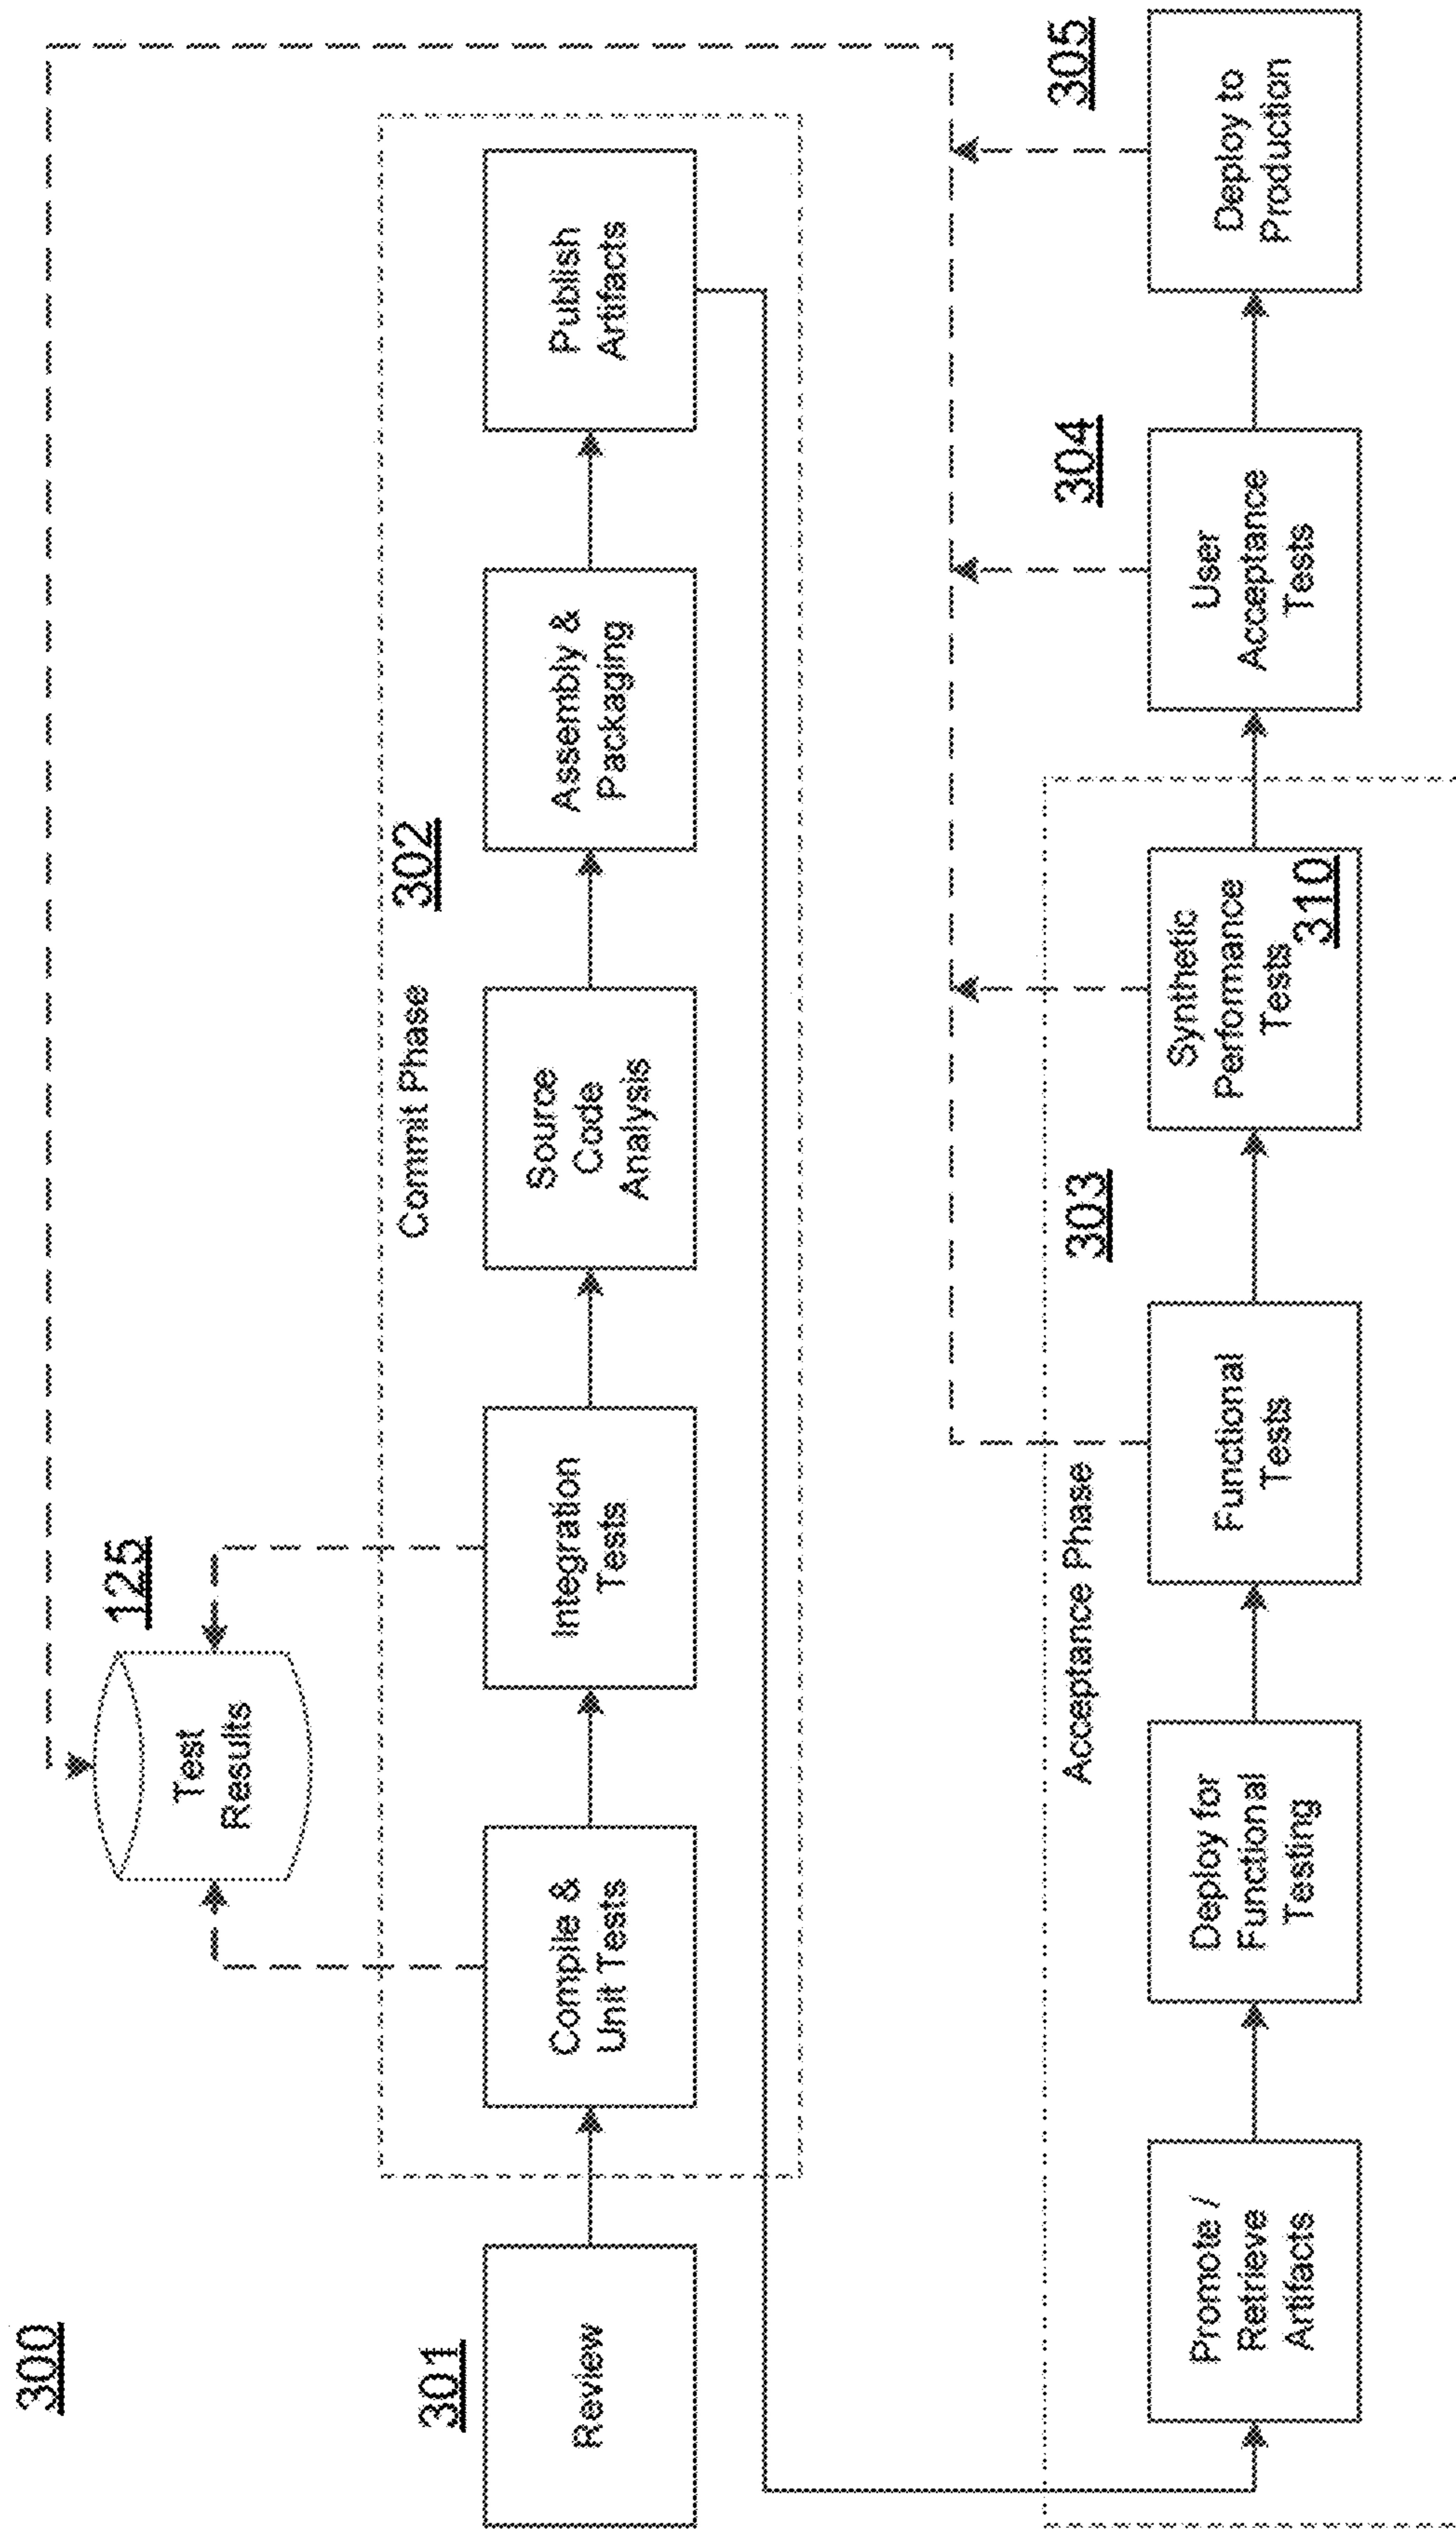 300
125
Test
Results
301
Review
Commit Phase
302
Compile &
Unit Tests
Integration
Tests
Source
Code
Analysis
Assembly &
Packaging
Publish
Artifacts
Acceptance Phase
303
304
305
Promote /
Retrieve
Artifacts
Deploy for
Functional
Testing
Functional
Tests
Synthetic
Performance
Tests
310
User
Acceptance
Tests
Deploy to
Production